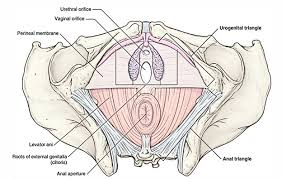 Urethral orifice
Vaginal orifice
Perineal membrane
Urogenital triangle
Levator ani
Roots of external genitalia
(clitoris)
Anal aperture
Anal triangle